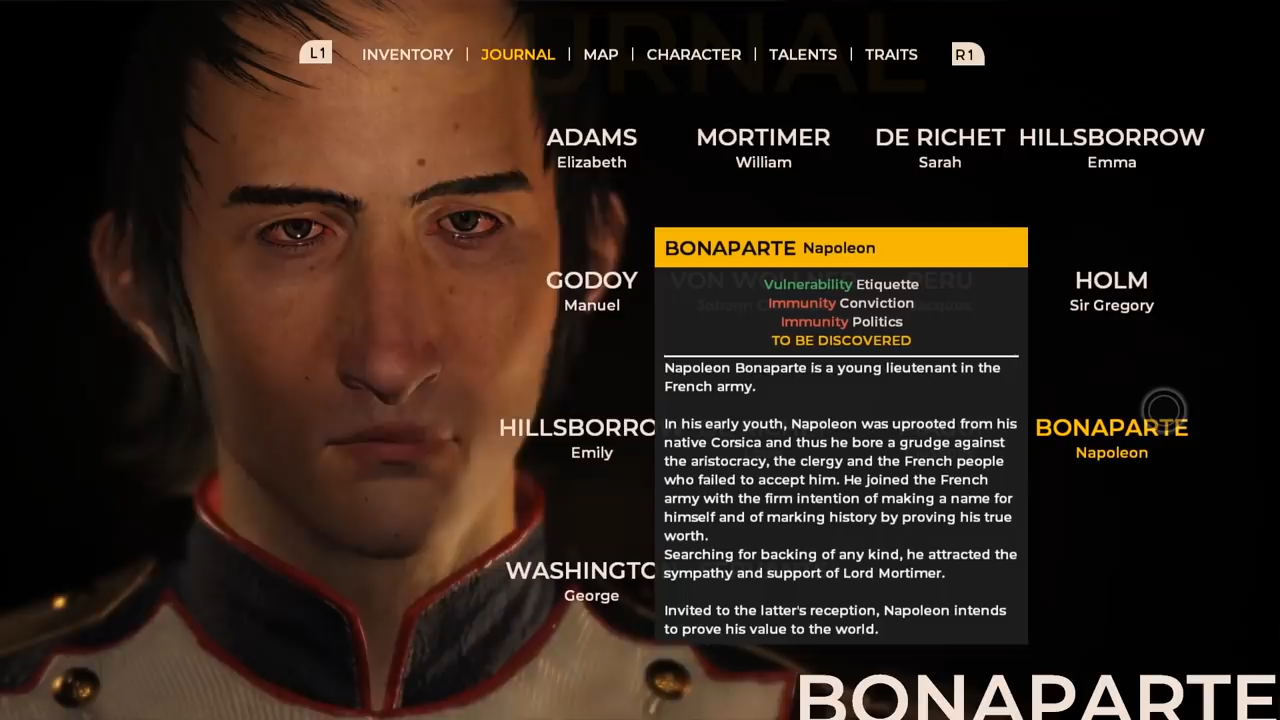 L1 INVENTORY | JOURNAL | MAP | CHARACTER | TALENTS | TRAITS R1
ADAMS MORTIMER DE RICHET HILLSBORROW
Elizabeth William Sarah Emma
BONAPARTE Napoleon
GODOY VON WOLLNER PERU HOLM
Manuel Sir Gregory
Vulnerability Etiquette
Immunity Conviction
Immunity Politics
TO BE DISCOVERED
Napoleon Bonaparte is a young lieutenant in the
French army.
In his early youth, Napoleon was uprooted from his
native Corsica and thus he bore a grudge against
the aristocracy, the clergy and the French people
who failed to accept him. He joined the French
army with the firm intention of making a name for
himself and of marking history by proving his true
worth.
Searching for backing of any kind, he attracted the
sympathy and support of Lord Mortimer.
Invited to the latter's reception, Napoleon intends
to prove his value to the world.
HILLSBORRO BONAPARTE
Emily Napoleon
WASHINGTO
George
BONAPARTE